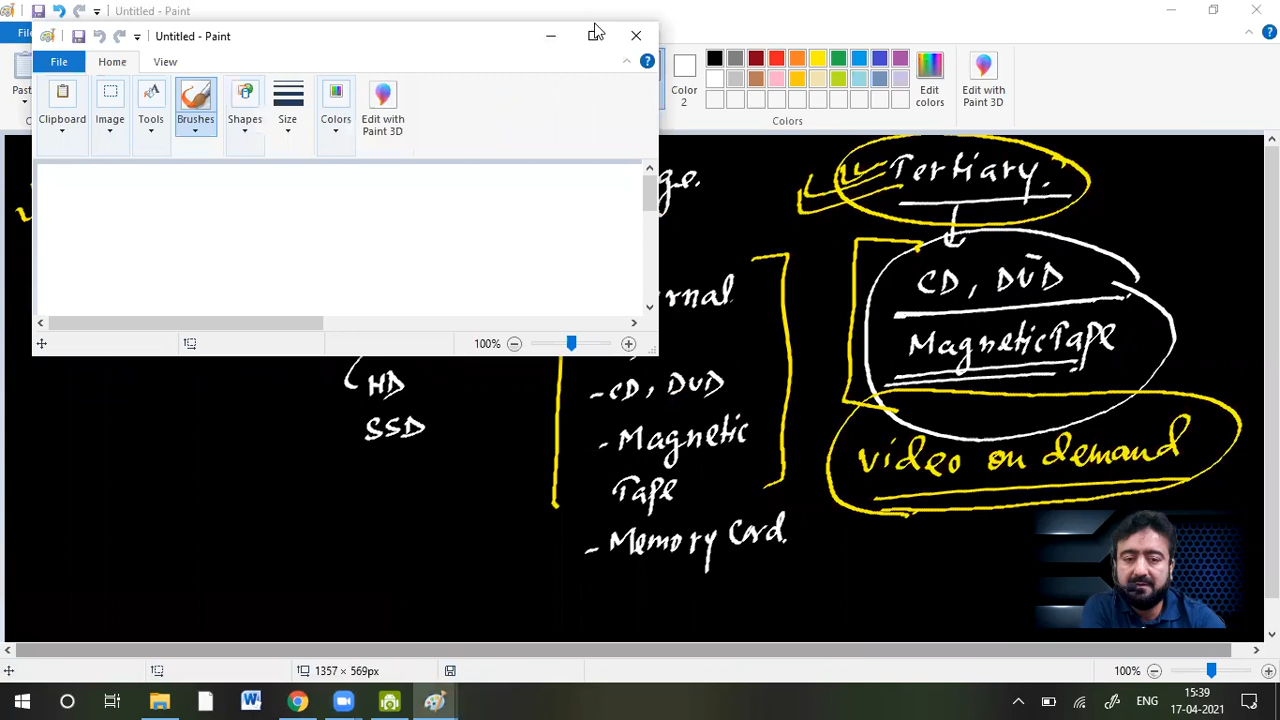 Untitled - Paint
Untitled - Paint
File
Home
View
Clipboard
Image
Tools
Brushes
Shapes
Size
Colors
Edit with
Paint 3D
100%
Color
2
Edit
colors
Edit with
Paint 3D
Colors
Tertiary.
CD, DVD
Magnetic Tape
video on demand
HD
SSD
- CD, DVD
- Magnetic
Tape
- Memory Card.
1357 × 569px
100%
ENG
15:39
17-04-2021